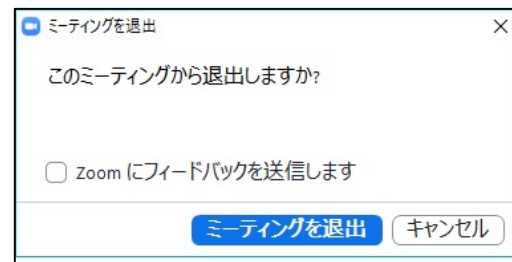 ミーティングを退出
このミーティングから退出しますか?
Zoom にフィードバックを送信します
ミーティングを退出
キャンセル